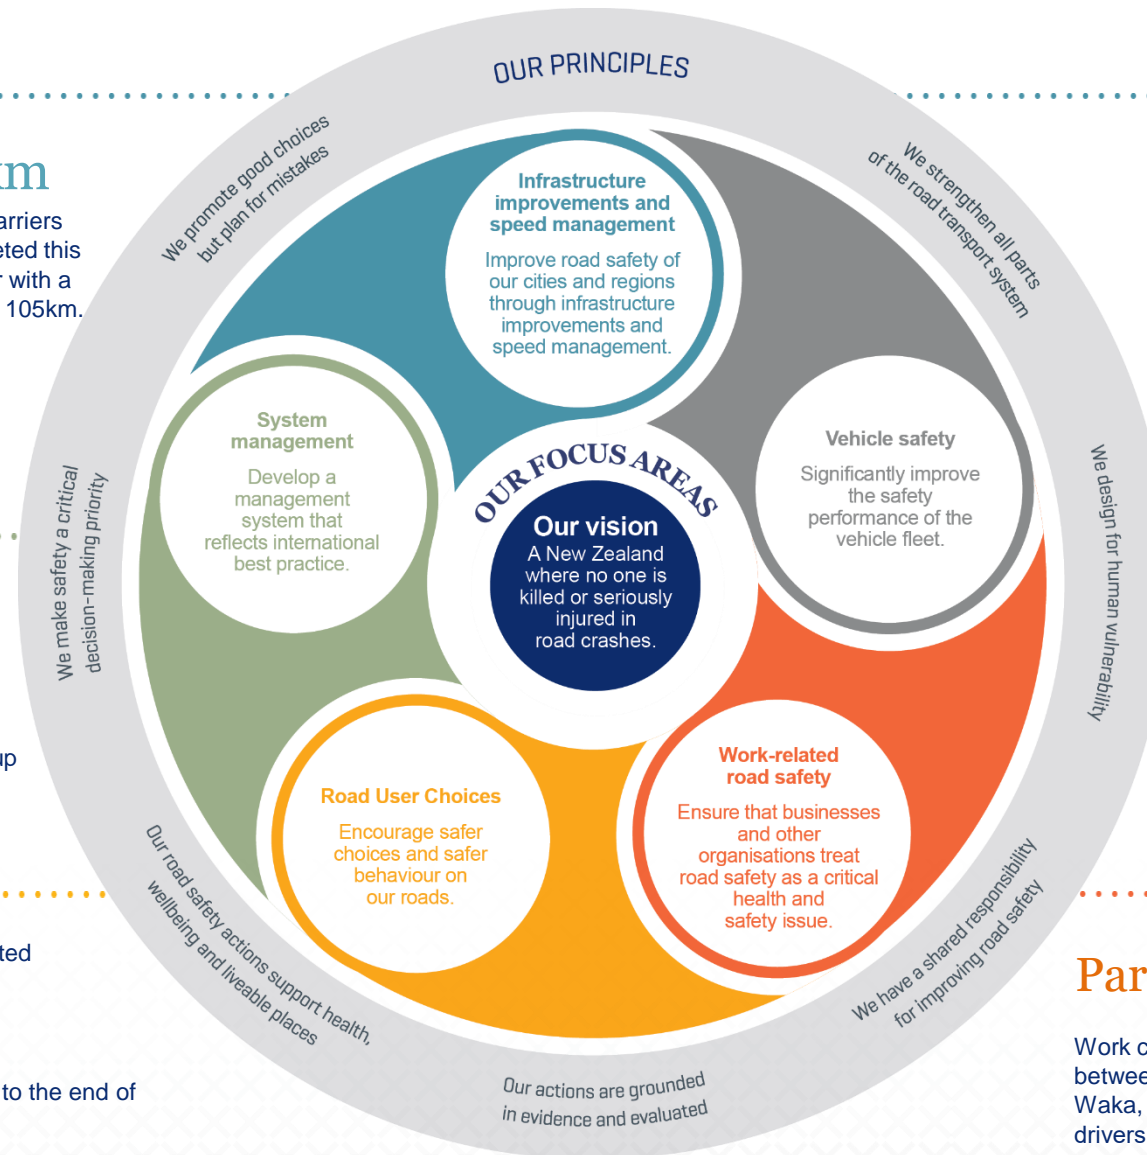 OUR PRINCIPLES
We promote good choices
but plan for mistakes
We strengthen all parts
of the road transport system
We design for human vulnerability
We have a shared responsibility
for improving road safety
Our actions are grounded
in evidence and evaluated
Our road safety actions support health,
wellbeing and liveable places
We make safety a critical
decision-making priority
Infrastructure
improvements and
speed management
Improve road safety of
our cities and regions
through infrastructure
improvements and
speed management.
Vehicle safety
Significantly improve
the safety
performance of the
vehicle fleet.
Work-related
road safety
Ensure that businesses
and other
organisations treat
road safety as a critical
health and
safety issue.
Road User Choices
Encourage safer
choices and safer
behaviour on
our roads.
System
management
Develop a
management
system that
reflects international
best practice.
OUR FOCUS AREAS
Our vision
A New Zealand
where no one is
killed or seriously
injured in
road crashes.
km
arriers
eted this
r with a
105km.
up
ted
to the end of
Par
Work
betwee
Waka,
drivers